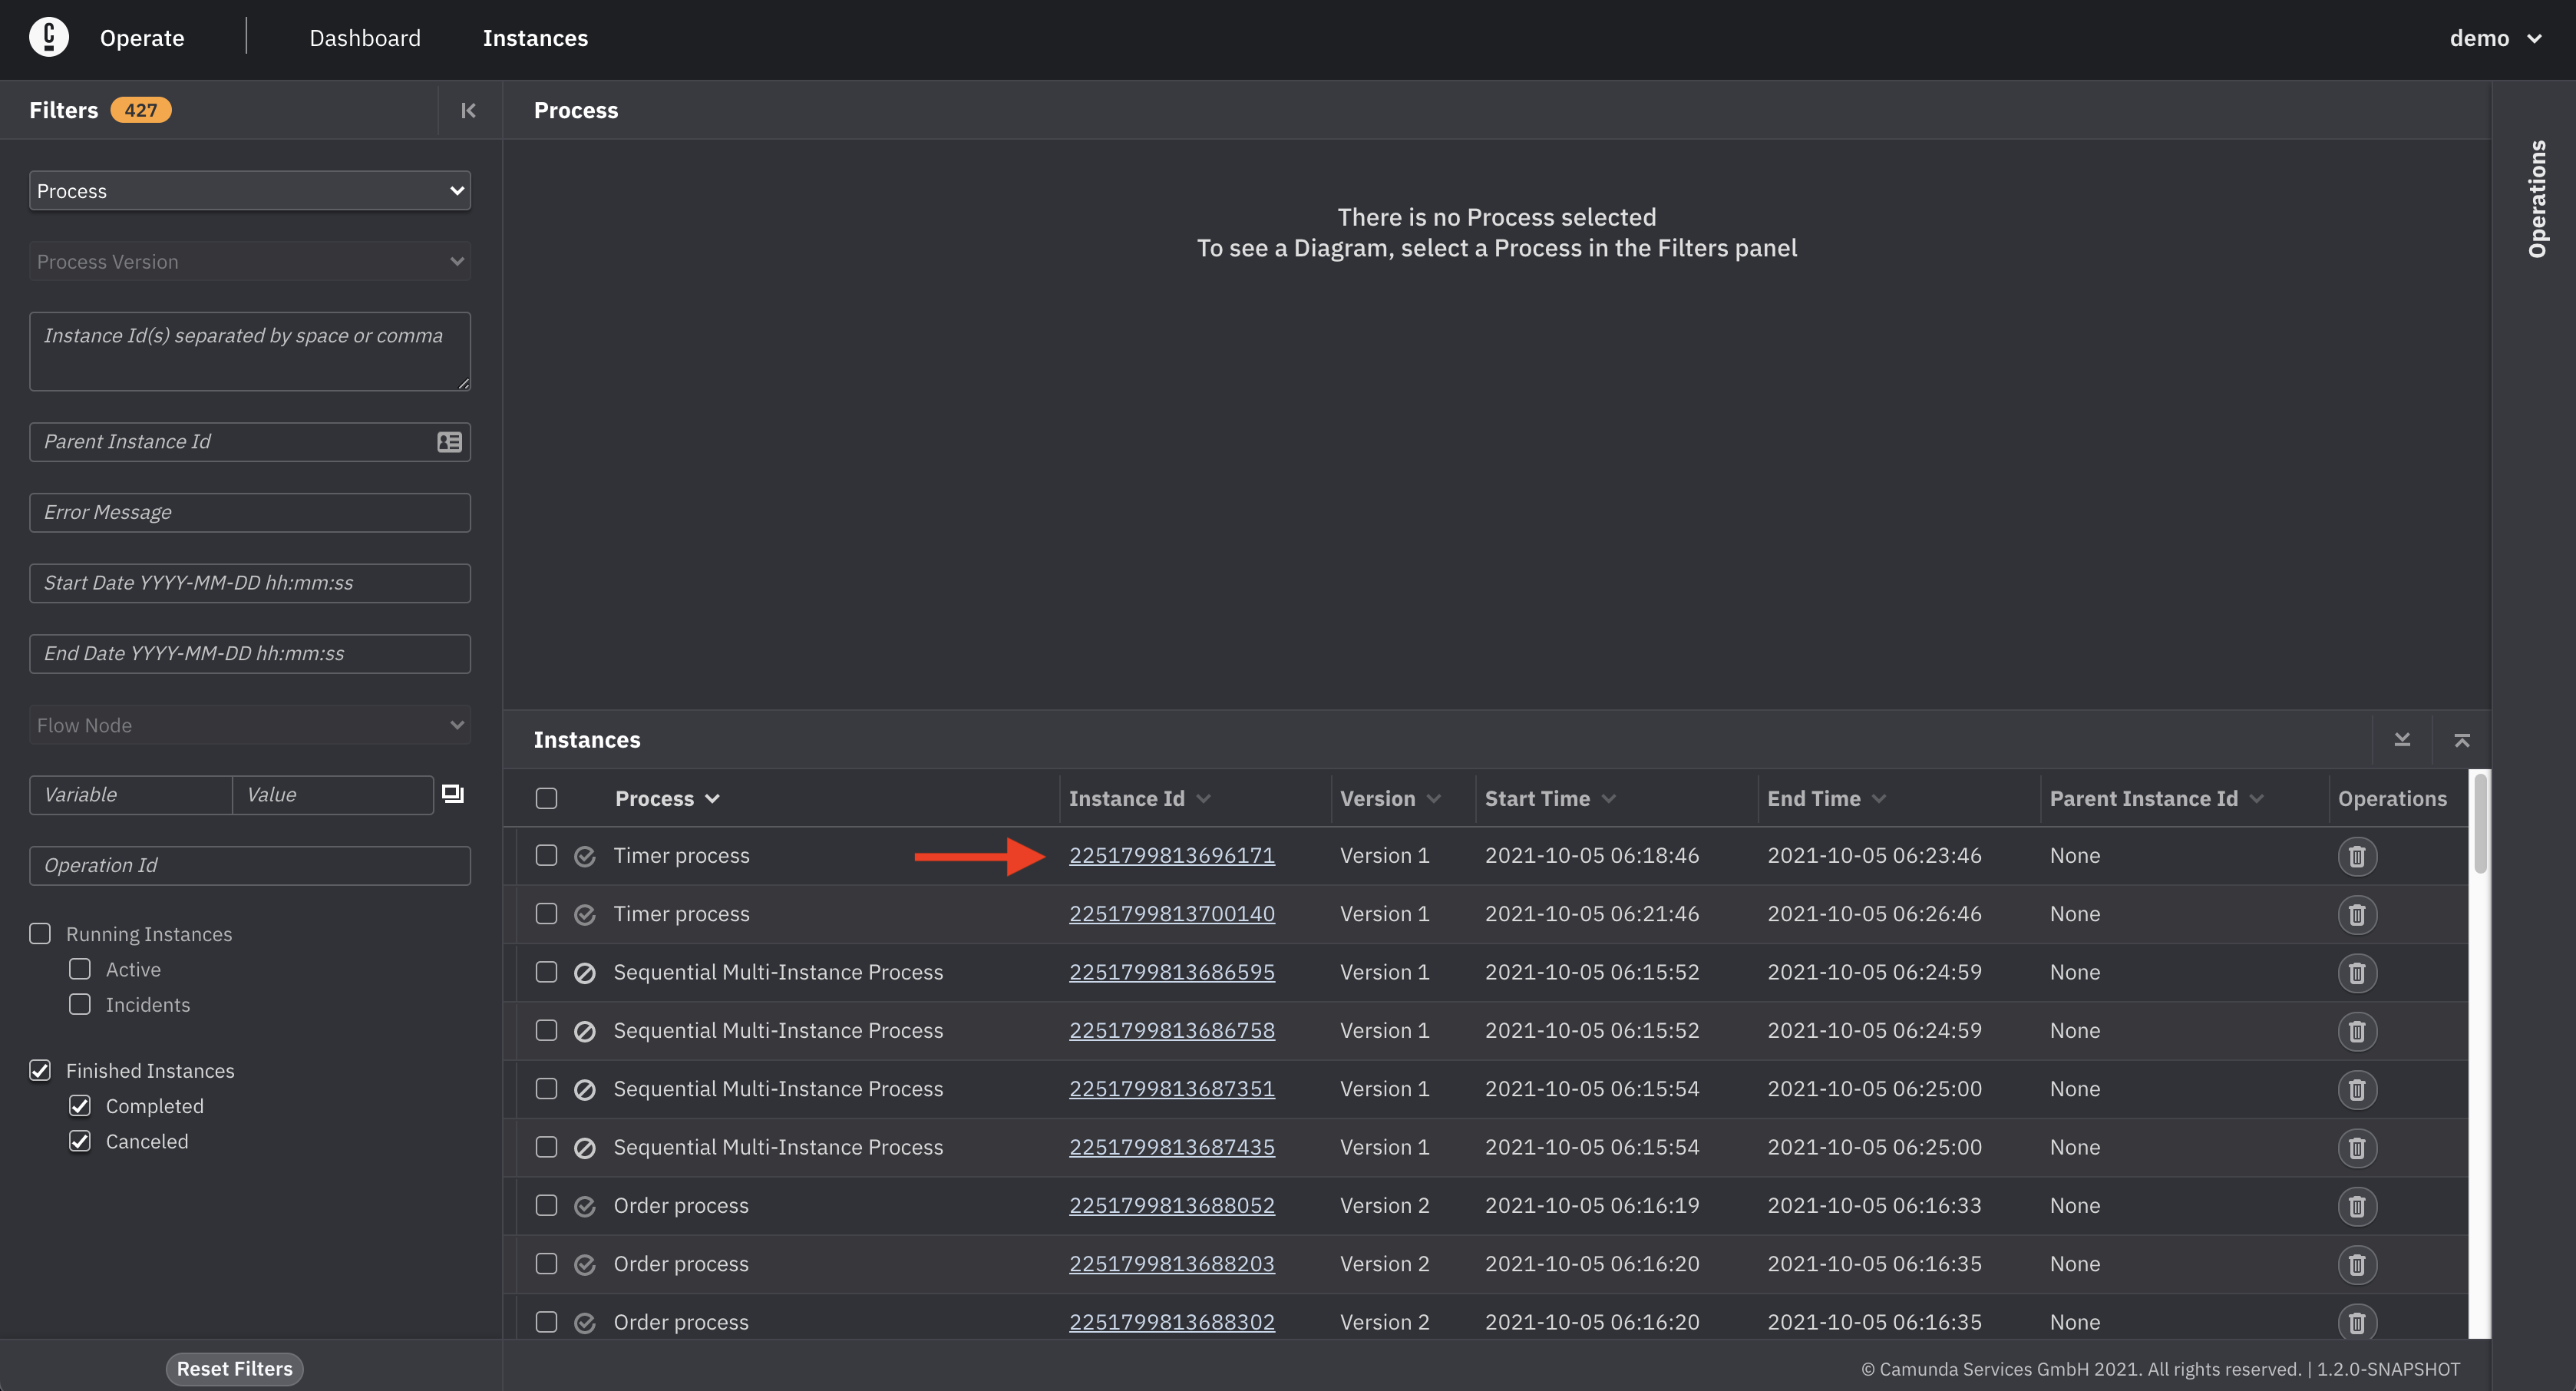 Operate
Dashboard
Instances
demo
Filters 427
Process
Process Version
Instance Id(s) separated by space or comma
Parent Instance Id
Error Message
Start Date YYYY-MM-DD hh:mm:ss
End Date YYYY-MM-DD hh:mm:ss
Flow Node
Variable Value
Operation Id
Running Instances
Active
Incidents
Finished Instances
Completed
Canceled
Reset Filters
Process
There is no Process selected
To see a Diagram, select a Process in the Filters panel
Operations
Instances
Process Instance Id Version Start Time End Time Parent Instance Id Operations
Timer process 2251799813696171 Version 1 2021-10-05 06:18:46 2021-10-05 06:23:46 None
Timer process 2251799813700140 Version 1 2021-10-05 06:21:46 2021-10-05 06:26:46 None
Sequential Multi-Instance Process 2251799813686595 Version 1 2021-10-05 06:15:52 2021-10-05 06:24:59 None
Sequential Multi-Instance Process 2251799813686758 Version 1 2021-10-05 06:15:52 2021-10-05 06:24:59 None
Sequential Multi-Instance Process 2251799813687351 Version 1 2021-10-05 06:15:54 2021-10-05 06:25:00 None
Sequential Multi-Instance Process 2251799813687435 Version 1 2021-10-05 06:15:54 2021-10-05 06:25:00 None
Order process 2251799813688052 Version 2 2021-10-05 06:16:19 2021-10-05 06:16:33 None
Order process 2251799813688203 Version 2 2021-10-05 06:16:20 2021-10-05 06:16:35 None
Order process 2251799813688302 Version 2 2021-10-05 06:16:20 2021-10-05 06:16:35 None
© Camunda Services GmbH 2021. All rights reserved. | 1.2.0-SNAPSHOT